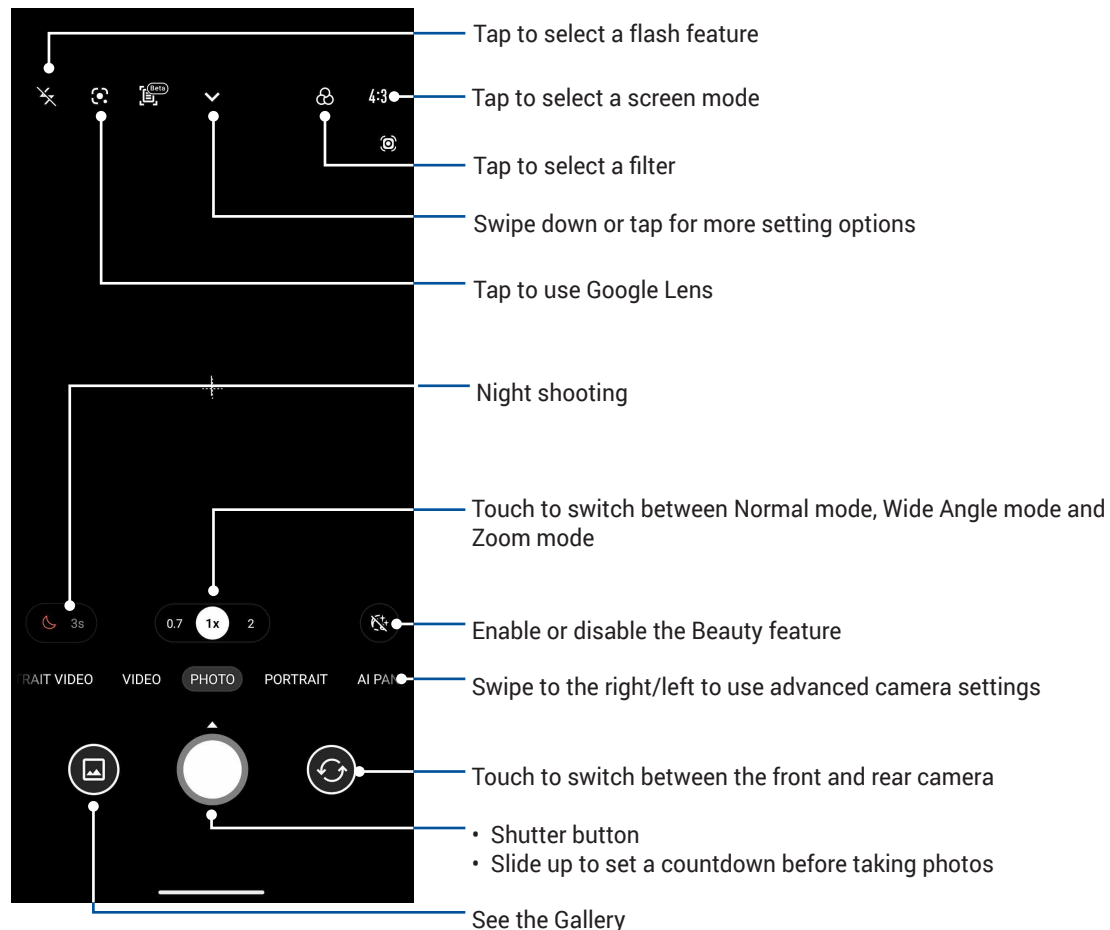 Tap to select a flash feature
Beta
4:3
Tap to select a screen mode
Tap to select a filter
Swipe down or tap for more setting options
Tap to use Google Lens
Night shooting
Touch to switch between Normal mode, Wide Angle mode and
Zoom mode
3s
0.7 1x 2
Enable or disable the Beauty feature
RAIT VIDEO VIDEO PHOTO PORTRAIT AI PAN
Swipe to the right/left to use advanced camera settings
Touch to switch between the front and rear camera
• Shutter button
• Slide up to set a countdown before taking photos
See the Gallery